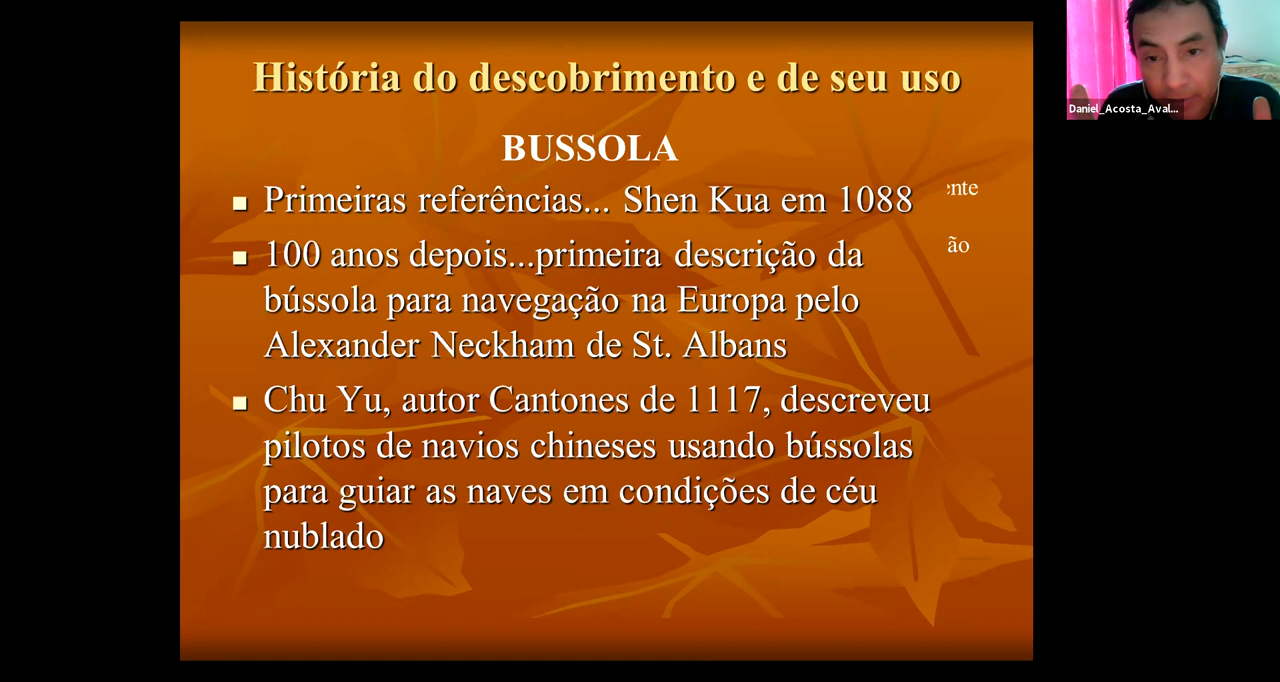 História do descobrimento e de seu uso
BUSSOLA
Primeiras referências... Shen Kua em 1088
100 anos depois...primeira descrição da
bússola para navegação na Europa pelo
Alexander Neckham de St. Albans
Chu Yu, autor Cantones de 1117, descreveu
pilotos de navios chineses usando bússolas
para guiar as naves em condições de céu
nublado
ão
Daniel_Acosta_Aval...